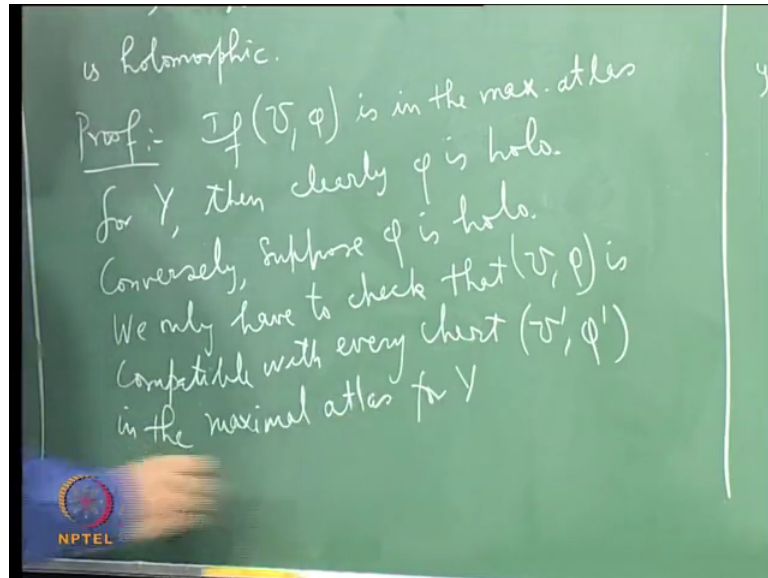 is holomorphic.
Proof:- If (V, φ) is in the max. atlas
for Y, then clearly φ is holo.
Conversely, suppose φ is holo.
We only have to check that (V, φ) is
compatible with every chart (V', φ')
in the maximal atlas for Y
y
NPTEL